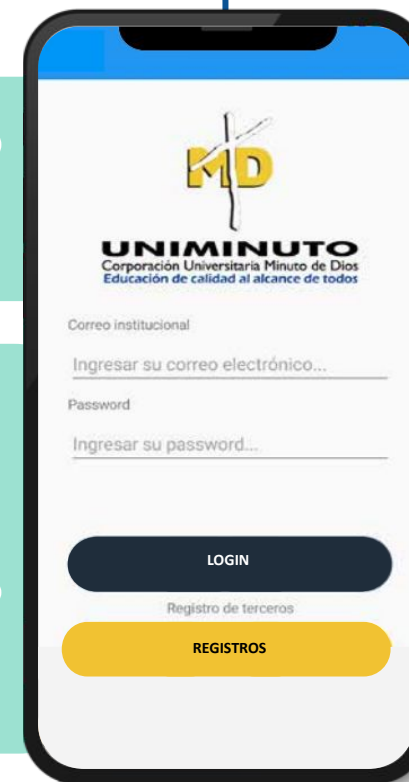 MD
UNIMINUTO
Corporación Universitaria Minuto de Dios
Educación de calidad al alcance de todos
Correo institucional
Ingresar su correo electrónico...
Password
Ingresar su password...
LOGIN
Registro de terceros
REGISTROS